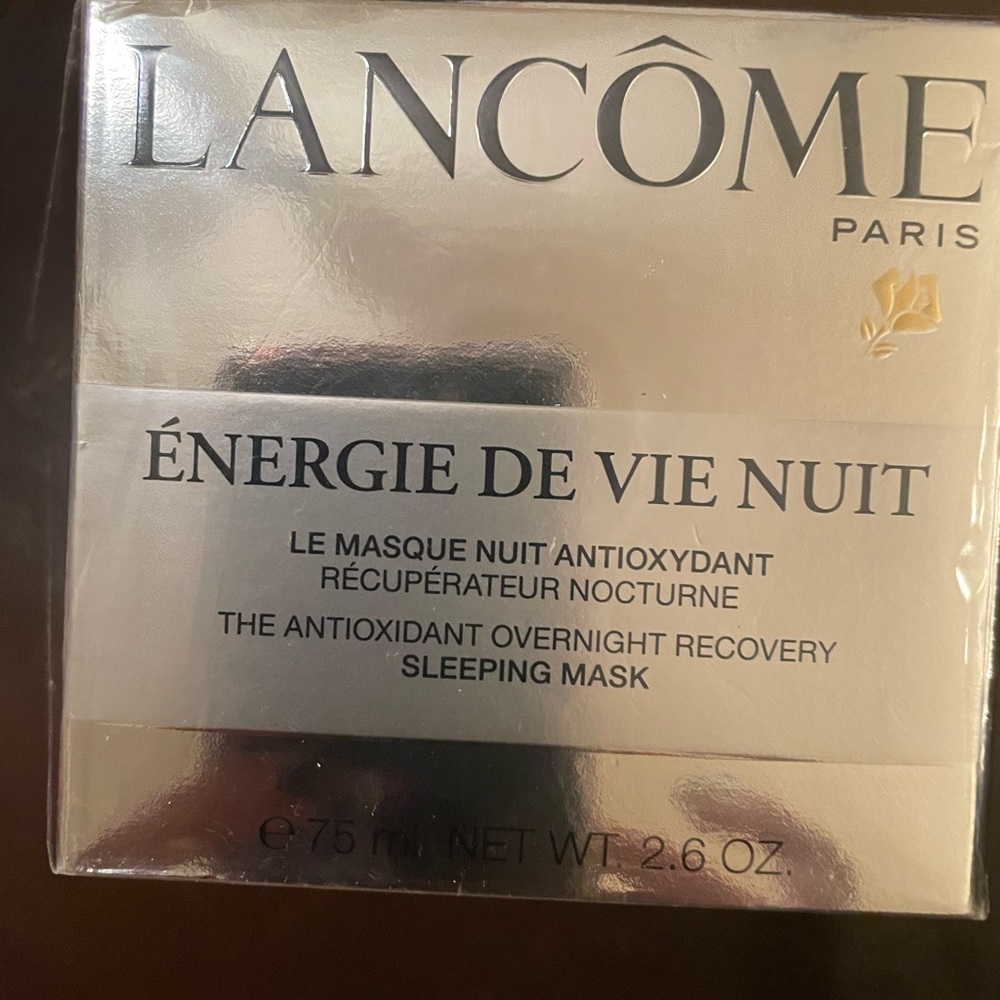 LANCÔME
PARIS
ÉNERGIE DE VIE NUIT
LE MASQUE NUIT ANTIOXYDANT
RÉCUPÉRATEUR NOCTURNE
THE ANTIOXIDANT OVERNIGHT RECOVERY
SLEEPING MASK
℮ 75 ml NET WT. 2.6 OZ.